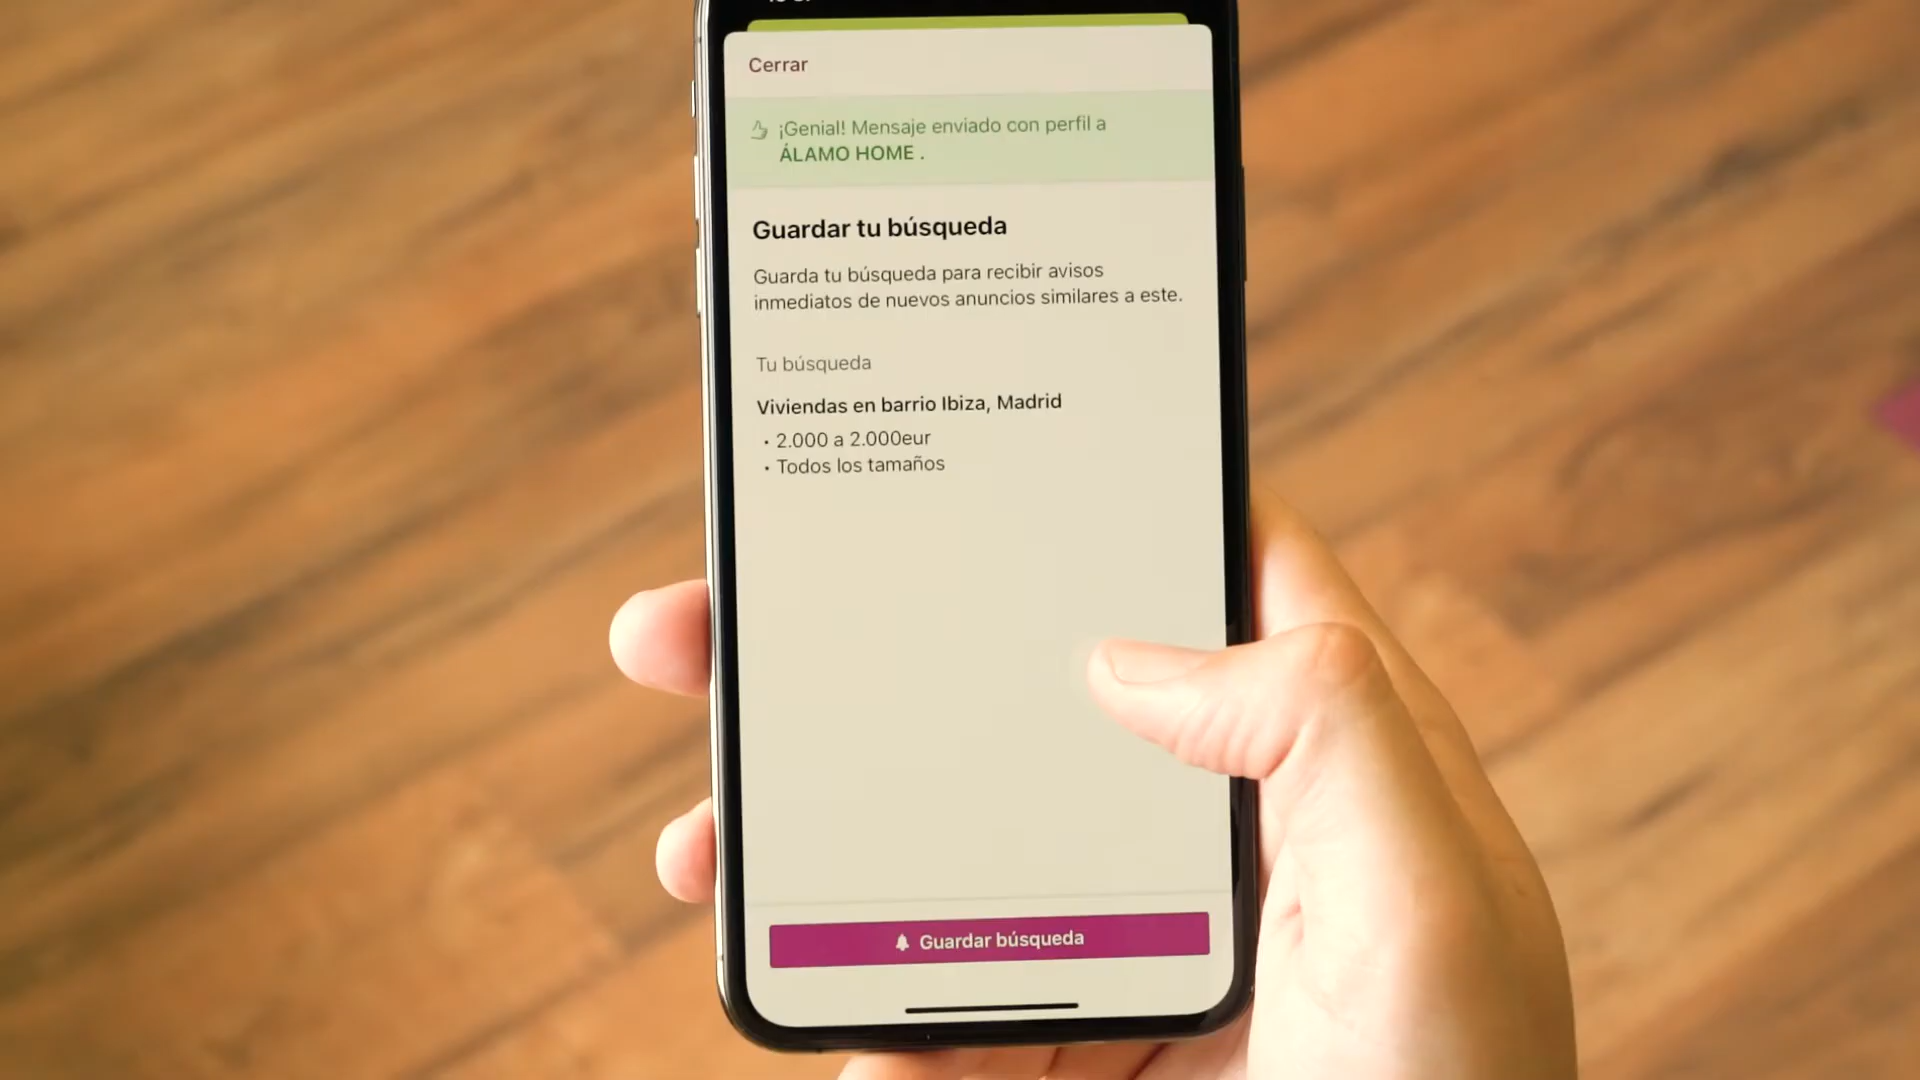 Cerrar
¡Genial! Mensaje enviado con perfil a
ÁLAMO HOME .
Guardar tu búsqueda
Guarda tu búsqueda para recibir avisos
inmediatos de nuevos anuncios similares a este.
Tu búsqueda
Viviendas en barrio Ibiza, Madrid
• 2.000 a 2.000eur
• Todos los tamaños
Guardar búsqueda